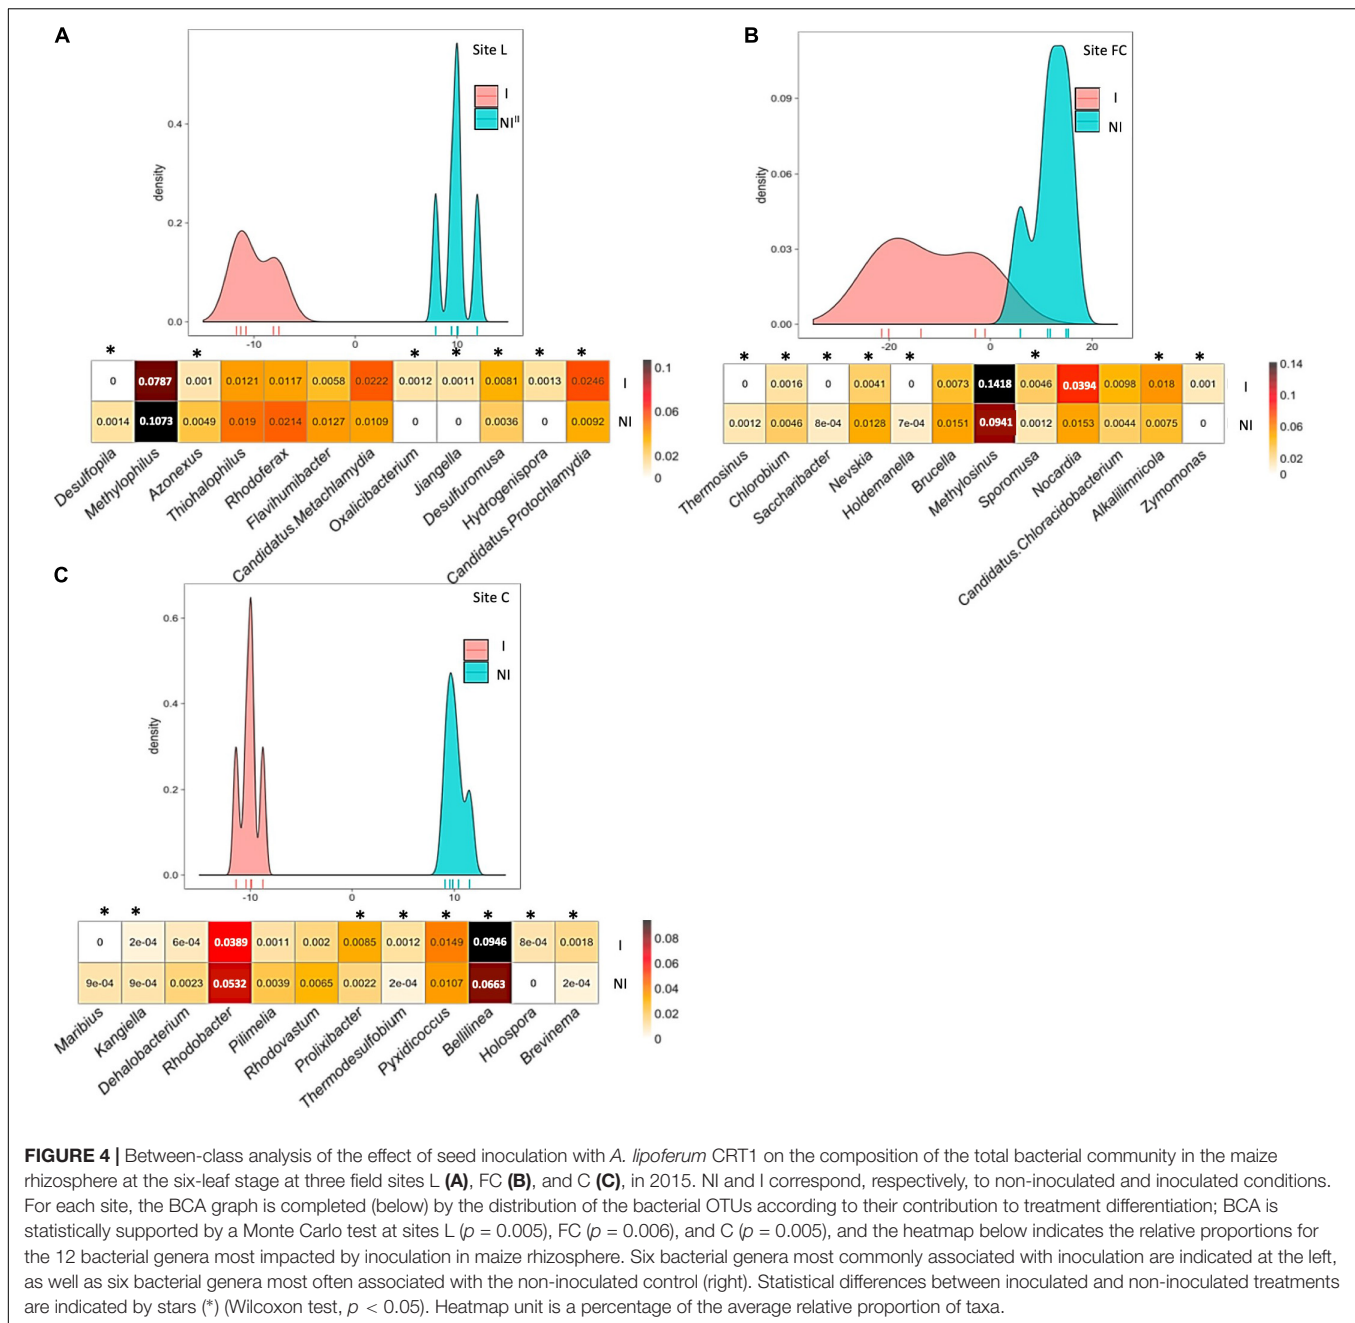 A
Site L
I
NI^II
density
0.4
0.2
0.0
-10
0
10
* * * * * * *
0 0.0787 0.001 0.0121 0.0117 0.0058 0.0222 0.0012 0.0011 0.0081 0.0013 0.0246 I
0.0014 0.1073 0.0049 0.019 0.0214 0.0127 0.0109 0 0 0.0036 0 0.0092 NI
0.1
0.06
0.02
0
Desulfopila
Methylophilus
Azonexus
Thiohalophilus
Rhodoferax
Flavihumibacter
Candidatus.Metachlamydia
Oxalicibacterium
Jiangella
Desulfuromusa
Hydrogenispora
Candidatus.Protochlamydia
B
Site FC
I
NI
density
0.09
0.06
0.03
0.00
-20
0
20
* * * * * * * *
0 0.0016 0 0.0041 0 0.0073 0.1418 0.0046 0.0394 0.0098 0.018 0.001 I
0.0012 0.0046 8e-04 0.0128 7e-04 0.0151 0.0941 0.0012 0.0153 0.0044 0.0075 0 NI
0.14
0.1
0.06
0.02
0
Thermosinus
Chlorobium
Saccharibacter
Nevskia
Holdemanella
Brucella
Methylosinus
Sporomusa
Nocardia
Candidatus.Chloracidobacterium
Alkalilimnicola
Zymomonas
C
Site C
I
NI
density
0.6
0.4
0.2
0.0
-10
0
10
* * * * * * * *
0 2e-04 6e-04 0.0389 0.0011 0.002 0.0085 0.0012 0.0149 0.0946 8e-04 0.0018 I
9e-04 9e-04 0.0023 0.0532 0.0039 0.0065 0.0022 2e-04 0.0107 0.0663 0 2e-04 NI
0.08
0.06
0.04
0.02
0
Maribius
Kangiella
Dehalobacterium
Rhodobacter
Pilimelia
Rhodovastum
Prolixibacter
Thermodesulfobium
Pyxidicoccus
Bellilinea
Holospora
Brevinema
FIGURE 4 | Between-class analysis of the effect of seed inoculation with A. lipoferum CRT1 on the composition of the total bacterial community in the maize
rhizosphere at the six-leaf stage at three field sites L (A), FC (B), and C (C), in 2015. NI and I correspond, respectively, to non-inoculated and inoculated conditions.
For each site, the BCA graph is completed (below) by the distribution of the bacterial OTUs according to their contribution to treatment differentiation; BCA is
statistically supported by a Monte Carlo test at sites L (p = 0.005), FC (p = 0.006), and C (p = 0.005), and the heatmap below indicates the relative proportions for
the 12 bacterial genera most impacted by inoculation in maize rhizosphere. Six bacterial genera most commonly associated with inoculation are indicated at the left,
as well as six bacterial genera most often associated with the non-inoculated control (right). Statistical differences between inoculated and non-inoculated treatments
are indicated by stars (*) (Wilcoxon test, p < 0.05). Heatmap unit is a percentage of the average relative proportion of taxa.